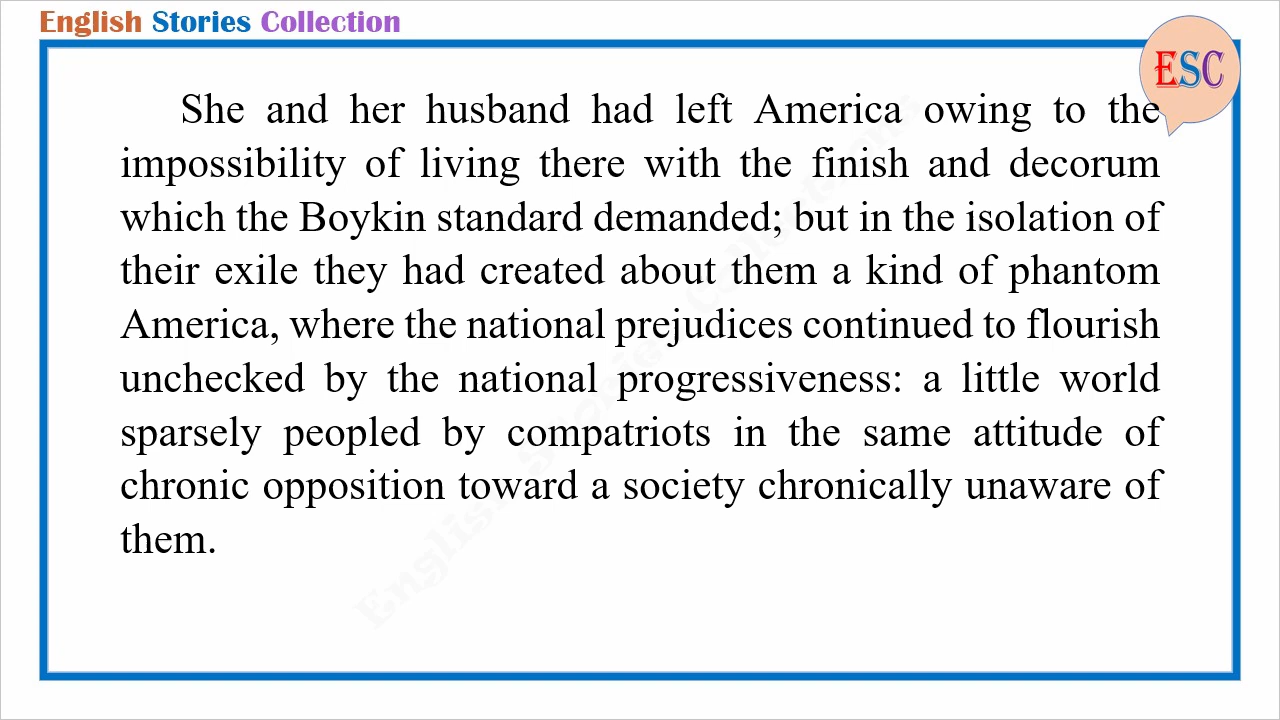 English Stories Collection
ESC
She and her husband had left America owing to the
impossibility of living there with the finish and decorum
which the Boykin standard demanded; but in the isolation of
their exile they had created about them a kind of phantom
America, where the national prejudices continued to flourish
unchecked by the national progressiveness: a little world
sparsely peopled by compatriots in the same attitude of
chronic opposition toward a society chronically unaware of
them.